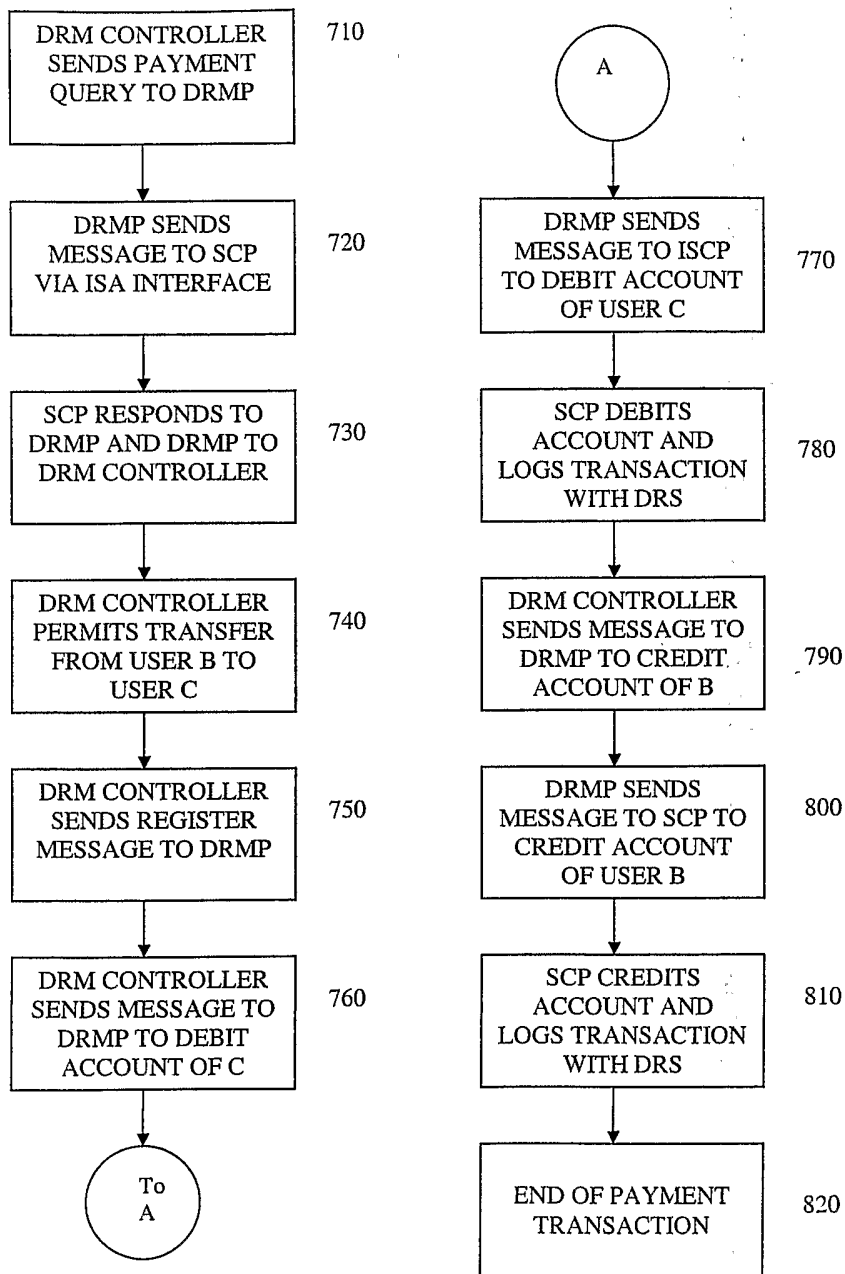 DRM CONTROLLER
SENDS PAYMENT
QUERY TO DRMP
710
DRMP SENDS
MESSAGE TO SCP
VIA ISA INTERFACE
720
SCP RESPONDS TO
DRMP AND DRMP TO
DRM CONTROLLER
730
DRM CONTROLLER
PERMITS TRANSFER
FROM USER B TO
USER C
740
DRM CONTROLLER
SENDS REGISTER
MESSAGE TO DRMP
750
DRM CONTROLLER
SENDS MESSAGE TO
DRMP TO DEBIT
ACCOUNT OF C
760
To
A
A
DRMP SENDS
MESSAGE TO ISCP
TO DEBIT ACCOUNT
OF USER C
770
SCP DEBITS
ACCOUNT AND
LOGS TRANSACTION
WITH DRS
780
DRM CONTROLLER
SENDS MESSAGE TO
DRMP TO CREDIT
ACCOUNT OF B
790
DRMP SENDS
MESSAGE TO SCP TO
CREDIT ACCOUNT
OF USER B
800
SCP CREDITS
ACCOUNT AND
LOGS TRANSACTION
WITH DRS
810
END OF PAYMENT
TRANSACTION
820